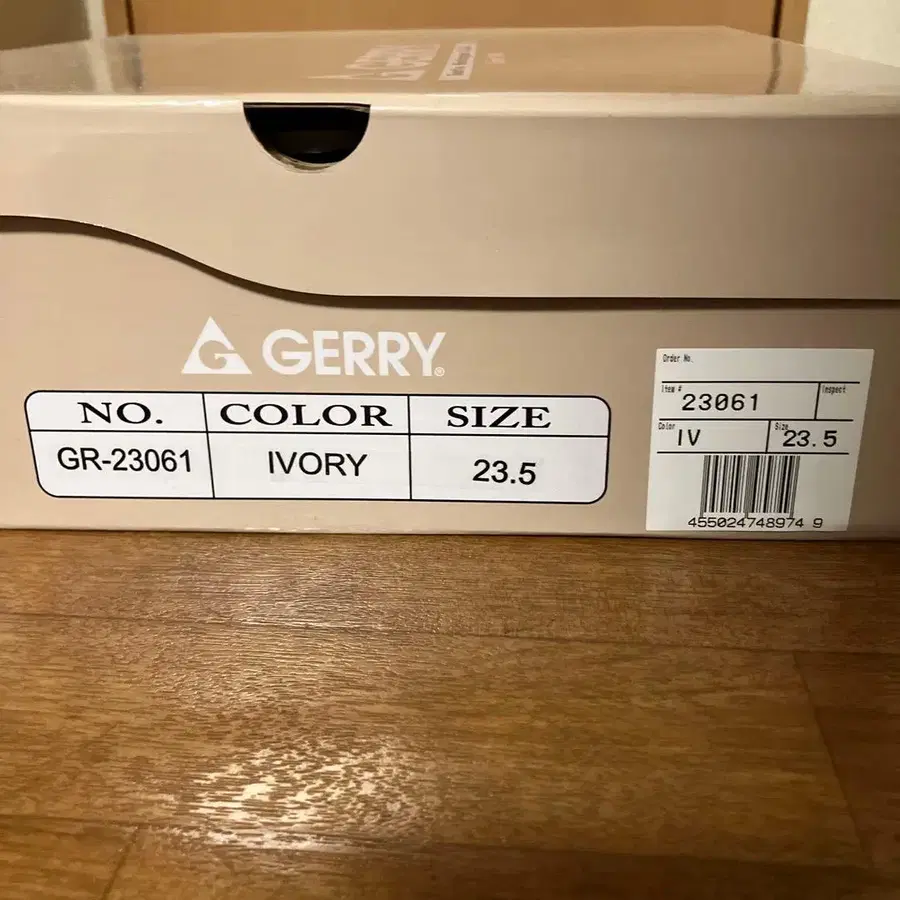 GERRY
GERRY®
NO. COLOR SIZE
GR-23061 IVORY 23.5
Order No.
Item # Inspect
23061
Color Size
IV 23.5
455024748974 9